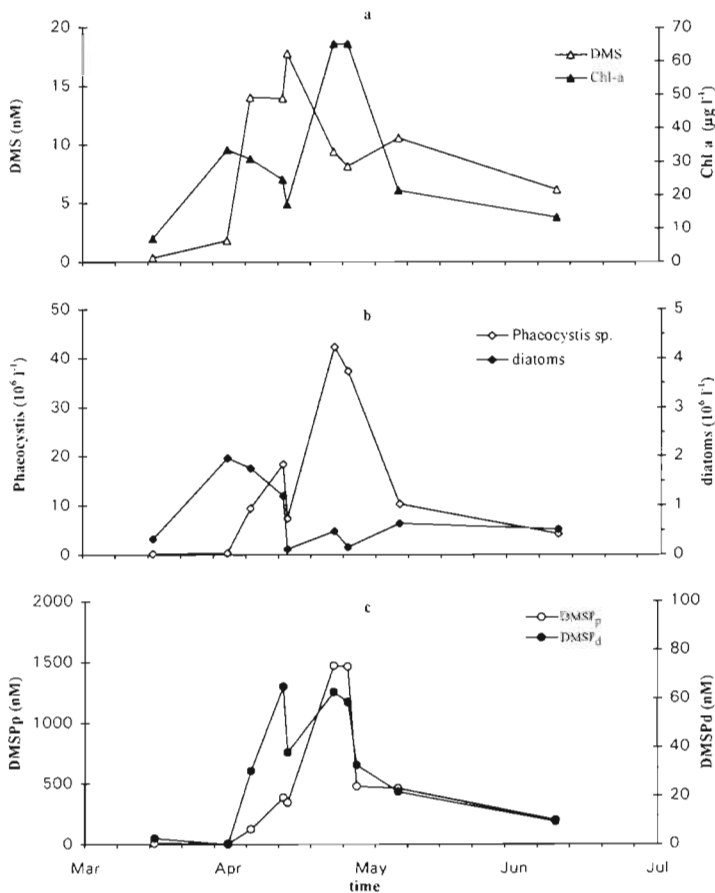 a
20
15
10
5
0
DMS (nM)
DMS
Chl-a
70
60
50
40
30
20
10
0
Chl a (µg l⁻¹)
b
50
40
30
20
10
0
Phaeocystis (10⁶ l⁻¹)
Phaeocystis sp.
diatoms
5
4
3
2
1
0
diatoms (10⁶ l⁻¹)
c
2000
1500
1000
500
0
DMSPp (nM)
DMSPp
DMSPd
100
80
60
40
20
0
DMSPd (nM)
Mar Apr May Jun Jul
time